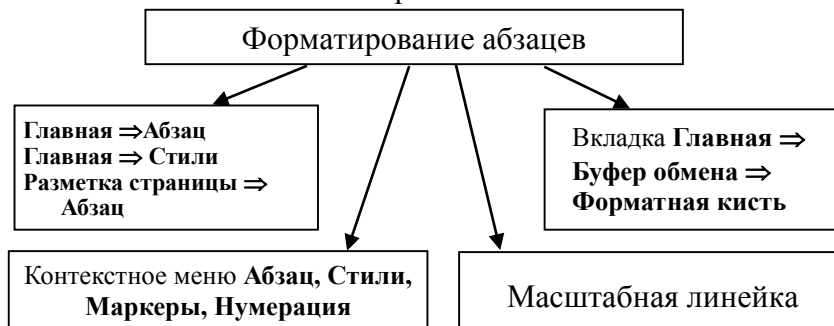 Форматирование абзацев
Главная ⇒Абзац
Главная ⇒ Стили
Разметка страницы ⇒
Абзац
Вкладка Главная ⇒
Буфер обмена ⇒
Форматная кисть
Контекстное меню Абзац, Стили,
Маркеры, Нумерация
Масштабная линейка